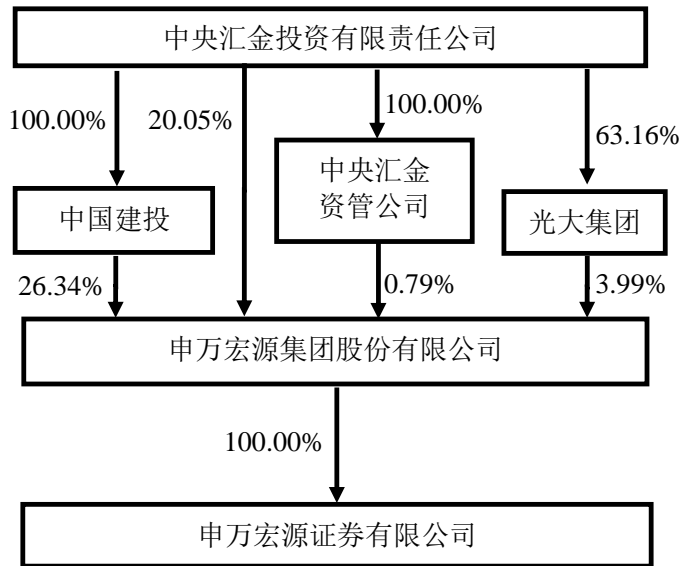 中央汇金投资有限责任公司
100.00%
20.05%
100.00%
63.16%
中国建投
中央汇金
资管公司
光大集团
26.34%
0.79%
3.99%
申万宏源集团股份有限公司
100.00%
申万宏源证券有限公司